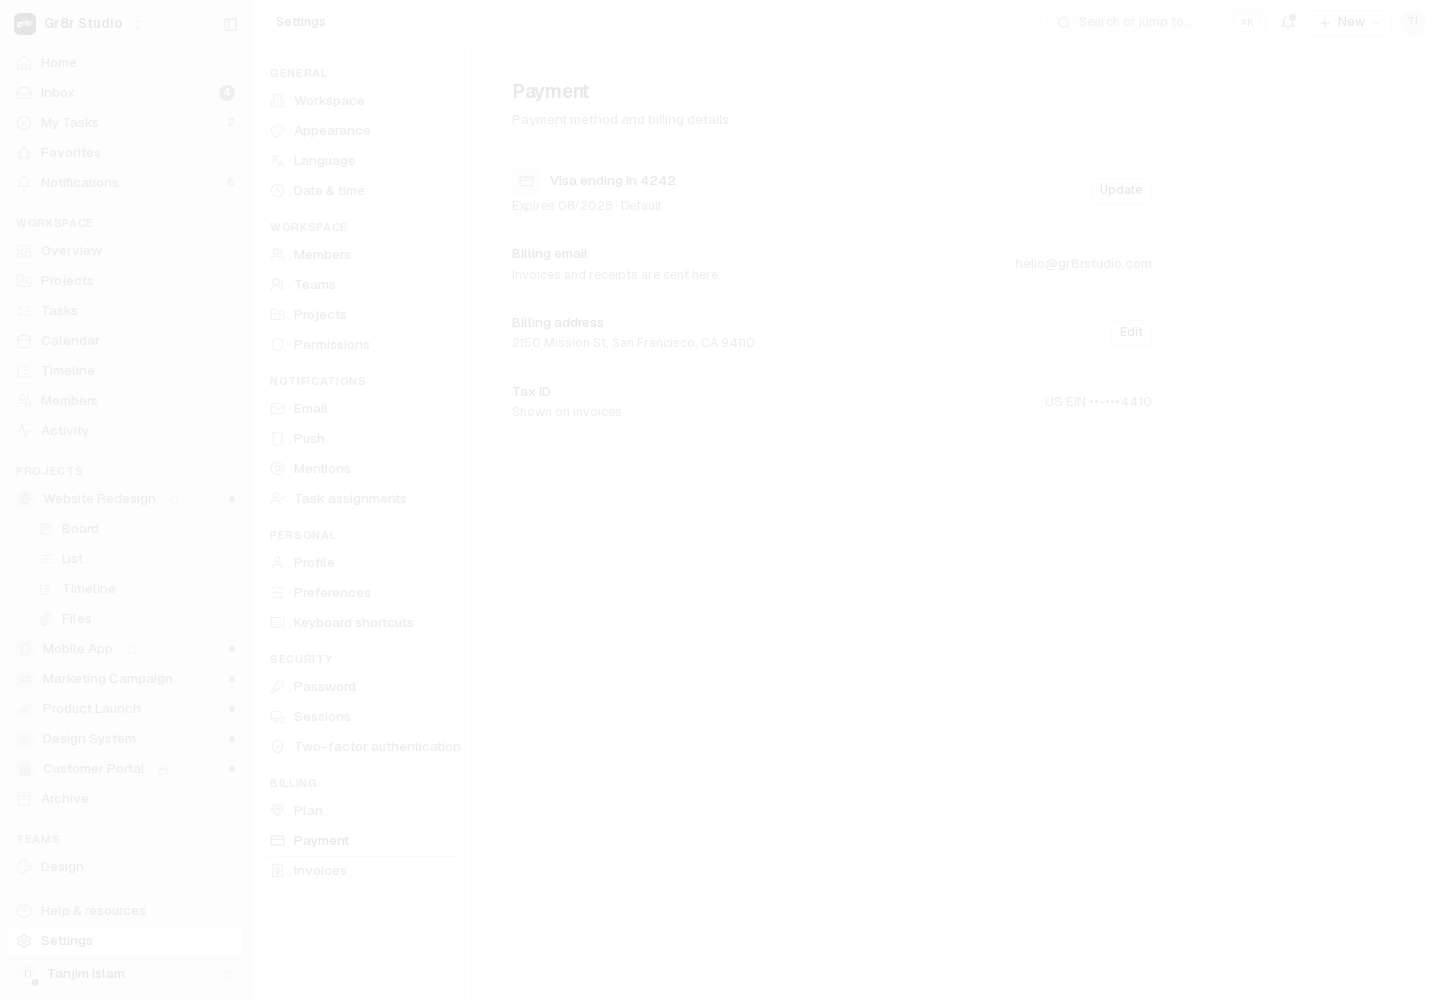 gr8r
Gr8r Studio
Home
Inbox
4
My Tasks
2
Favorites
Notifications
6
WORKSPACE
Overview
Projects
Tasks
Calendar
Timeline
Members
Activity
PROJECTS
Website Redesign
Board
List
Timeline
Files
Mobile App
Marketing Campaign
Product Launch
Design System
Customer Portal
Archive
TEAMS
Design
Help & resources
Settings
TI
Tanjim Islam
Settings
Search or jump to...
⌘K
New
TI
GENERAL
Workspace
Appearance
Language
Date & time
WORKSPACE
Members
Teams
Projects
Permissions
NOTIFICATIONS
Email
Push
Mentions
Task assignments
PERSONAL
Profile
Preferences
Keyboard shortcuts
SECURITY
Password
Sessions
Two-factor authentication
BILLING
Plan
Payment
Invoices
Payment
Payment method and billing details.
Visa ending in 4242
Expires 08/2028 · Default
Update
Billing email
Invoices and receipts are sent here.
hello@gr8rstudio.com
Billing address
2150 Mission St, San Francisco, CA 94110
Edit
Tax ID
Shown on invoices
US EIN ••-•••4410